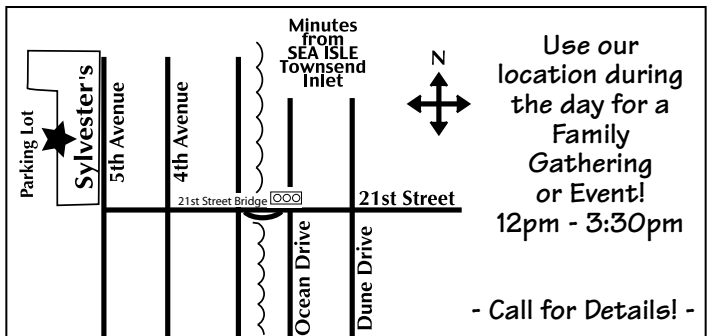 Parking Lot
Sylvester's
5th Avenue
4th Avenue
Minutes
from
SEA ISLE
Townsend
Inlet
21st Street Bridge
21st Street
Ocean Drive
Dune Drive
N
Use our
location during
the day for a
Family
Gathering
or Event!
12pm - 3:30pm
- Call for Details! -